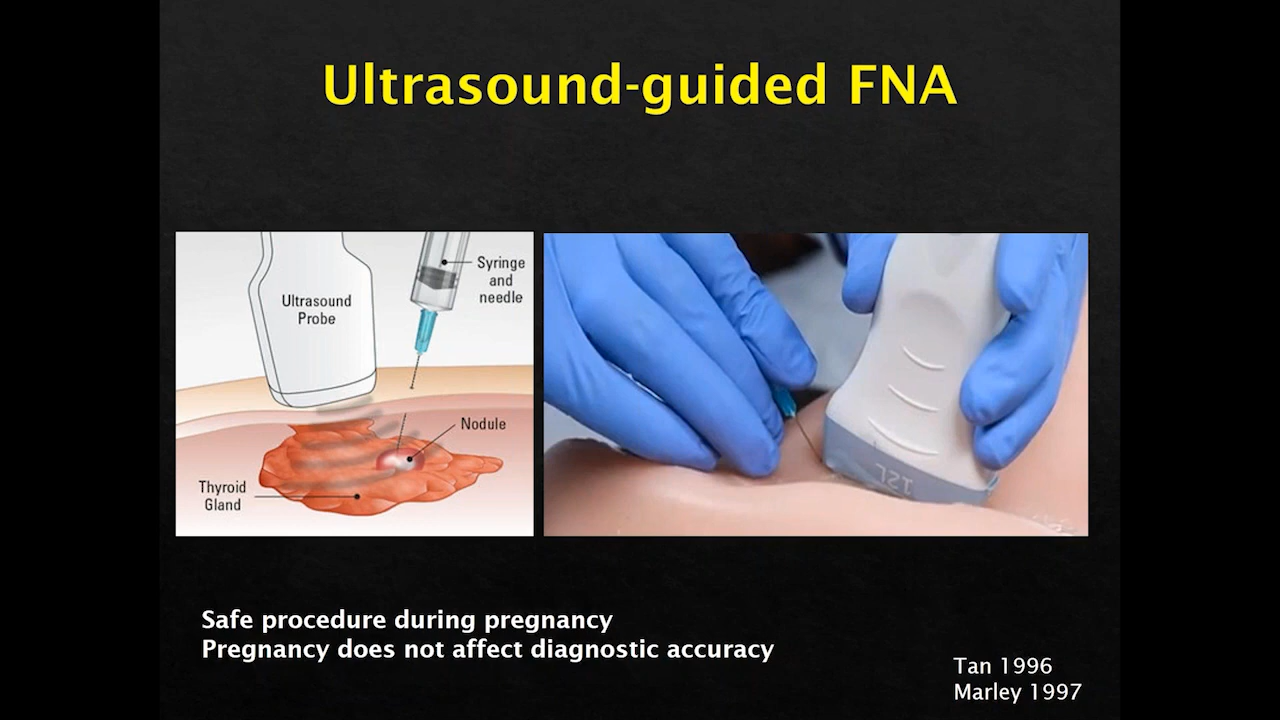 Ultrasound-guided FNA
Ultrasound
Probe
Syringe
and
needle
Nodule
Thyroid
Gland
12L
Safe procedure during pregnancy
Pregnancy does not affect diagnostic accuracy
Tan 1996
Marley 1997